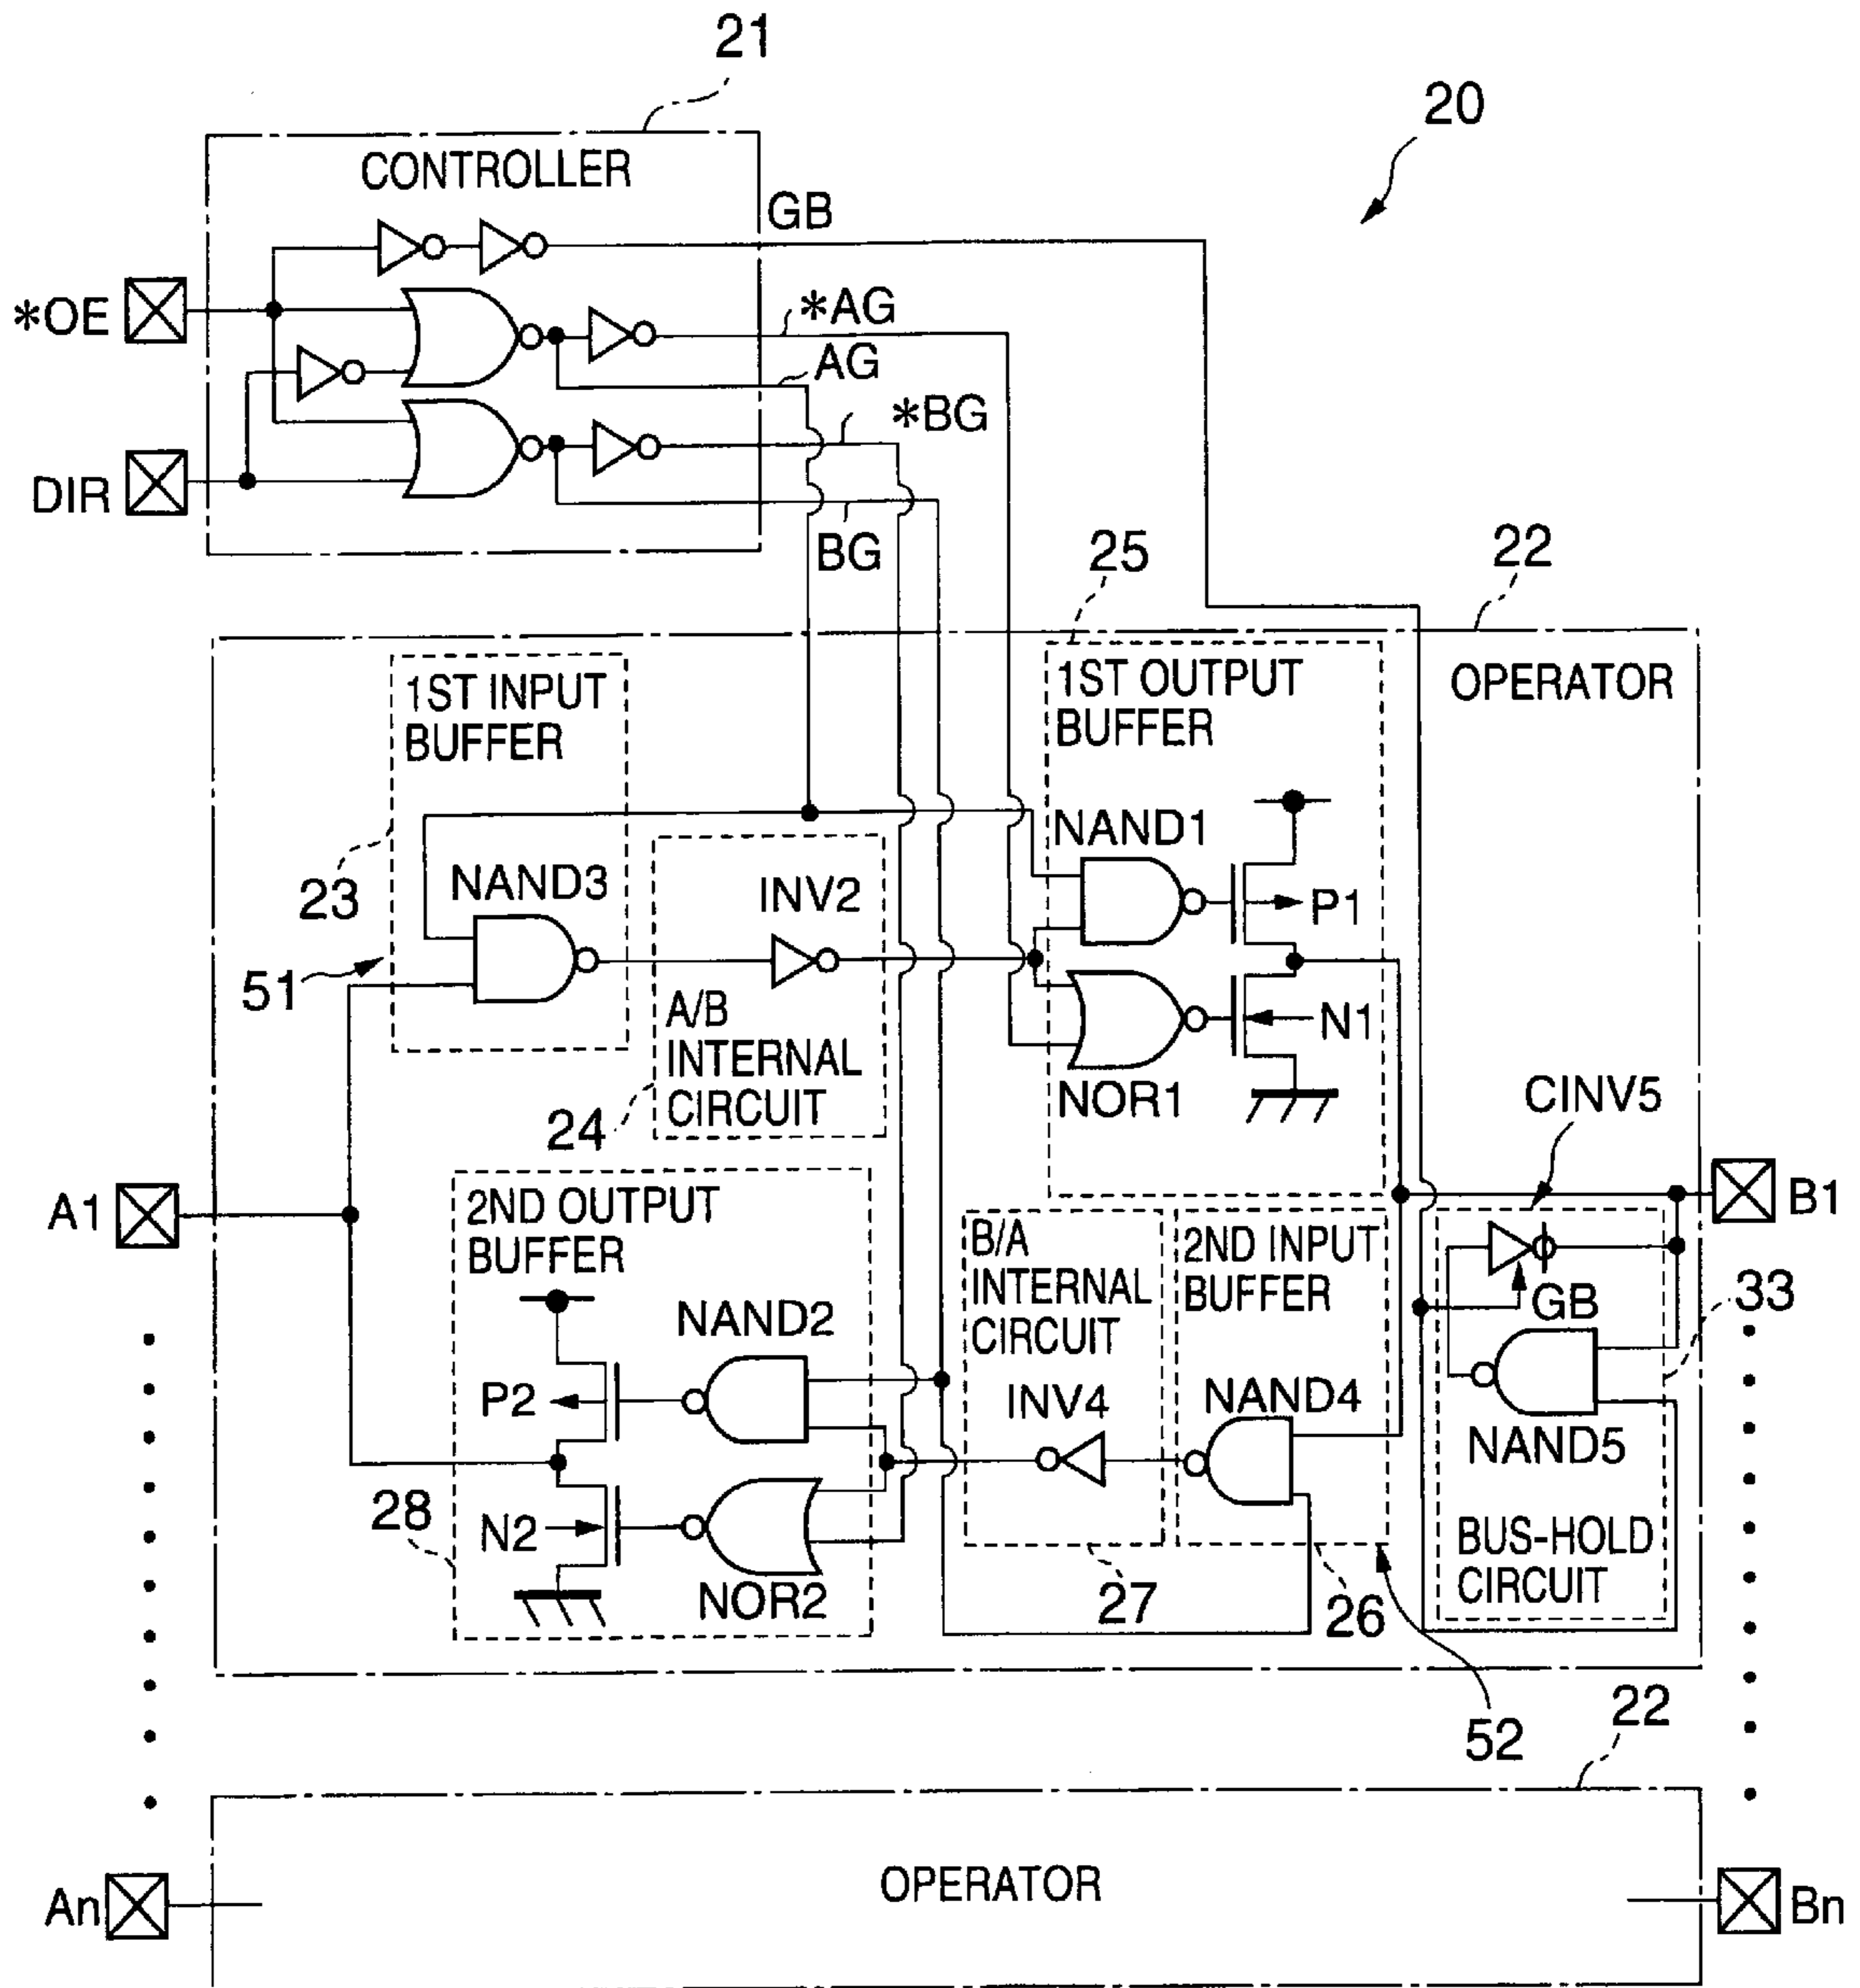 21
20
CONTROLLER
GB
*OE
*AG
AG
*BG
DIR
BG
25
22
1ST INPUT
BUFFER
1ST OUTPUT
BUFFER
OPERATOR
NAND1
23
NAND3
INV2
P1
51
A/B
INTERNAL
CIRCUIT
N1
NOR1
24
CINV5
A1
2ND OUTPUT
BUFFER
B/A
INTERNAL
CIRCUIT
2ND INPUT
BUFFER
B1
GB
33
NAND2
P2
INV4
NAND4
NAND5
28
N2
NOR2
BUS-HOLD
CIRCUIT
27
26
52
22
An
OPERATOR
Bn